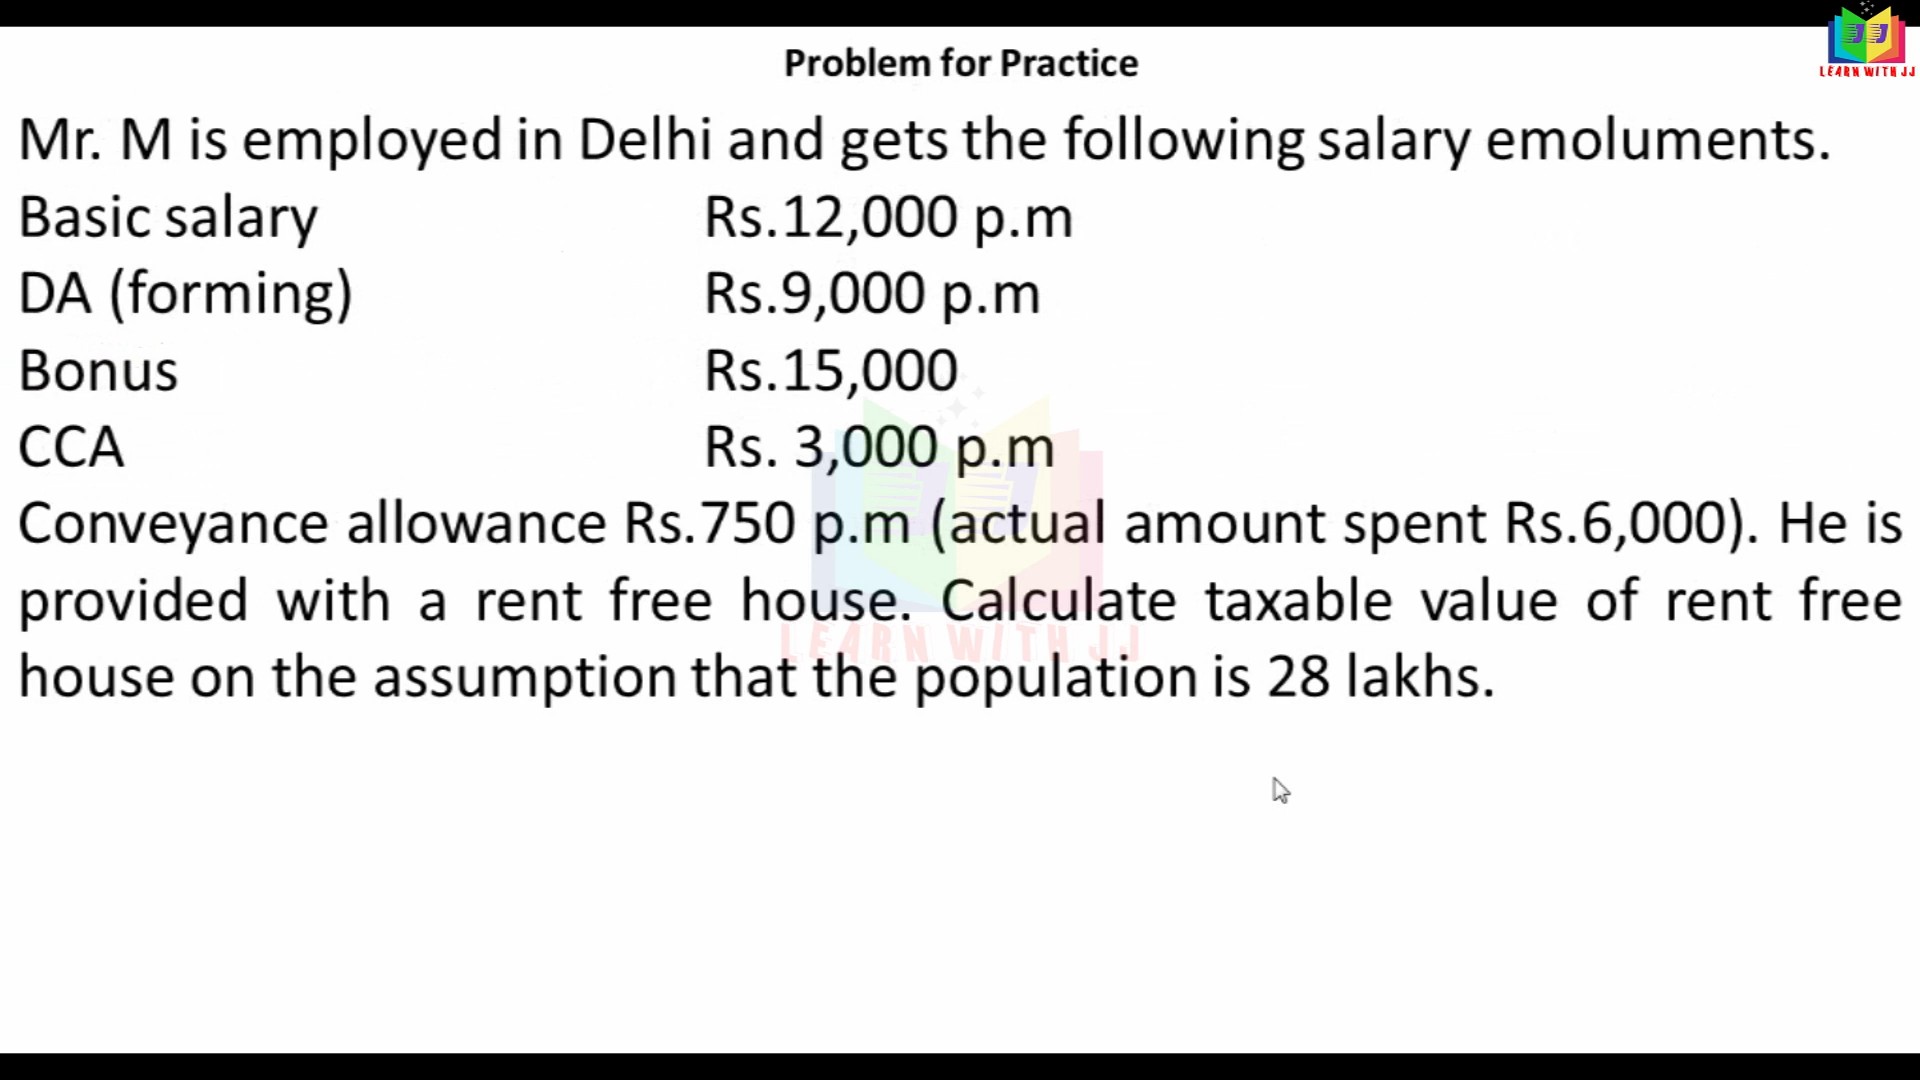 LEARN WITH JJ
Problem for Practice
Mr. M is employed in Delhi and gets the following salary emoluments.
Basic salary Rs.12,000 p.m
DA (forming) Rs.9,000 p.m
Bonus Rs.15,000
CCA Rs. 3,000 p.m
Conveyance allowance Rs.750 p.m (actual amount spent Rs.6,000). He is
provided with a rent free house. Calculate taxable value of rent free
house on the assumption that the population is 28 lakhs.
LEARN WITH JJ